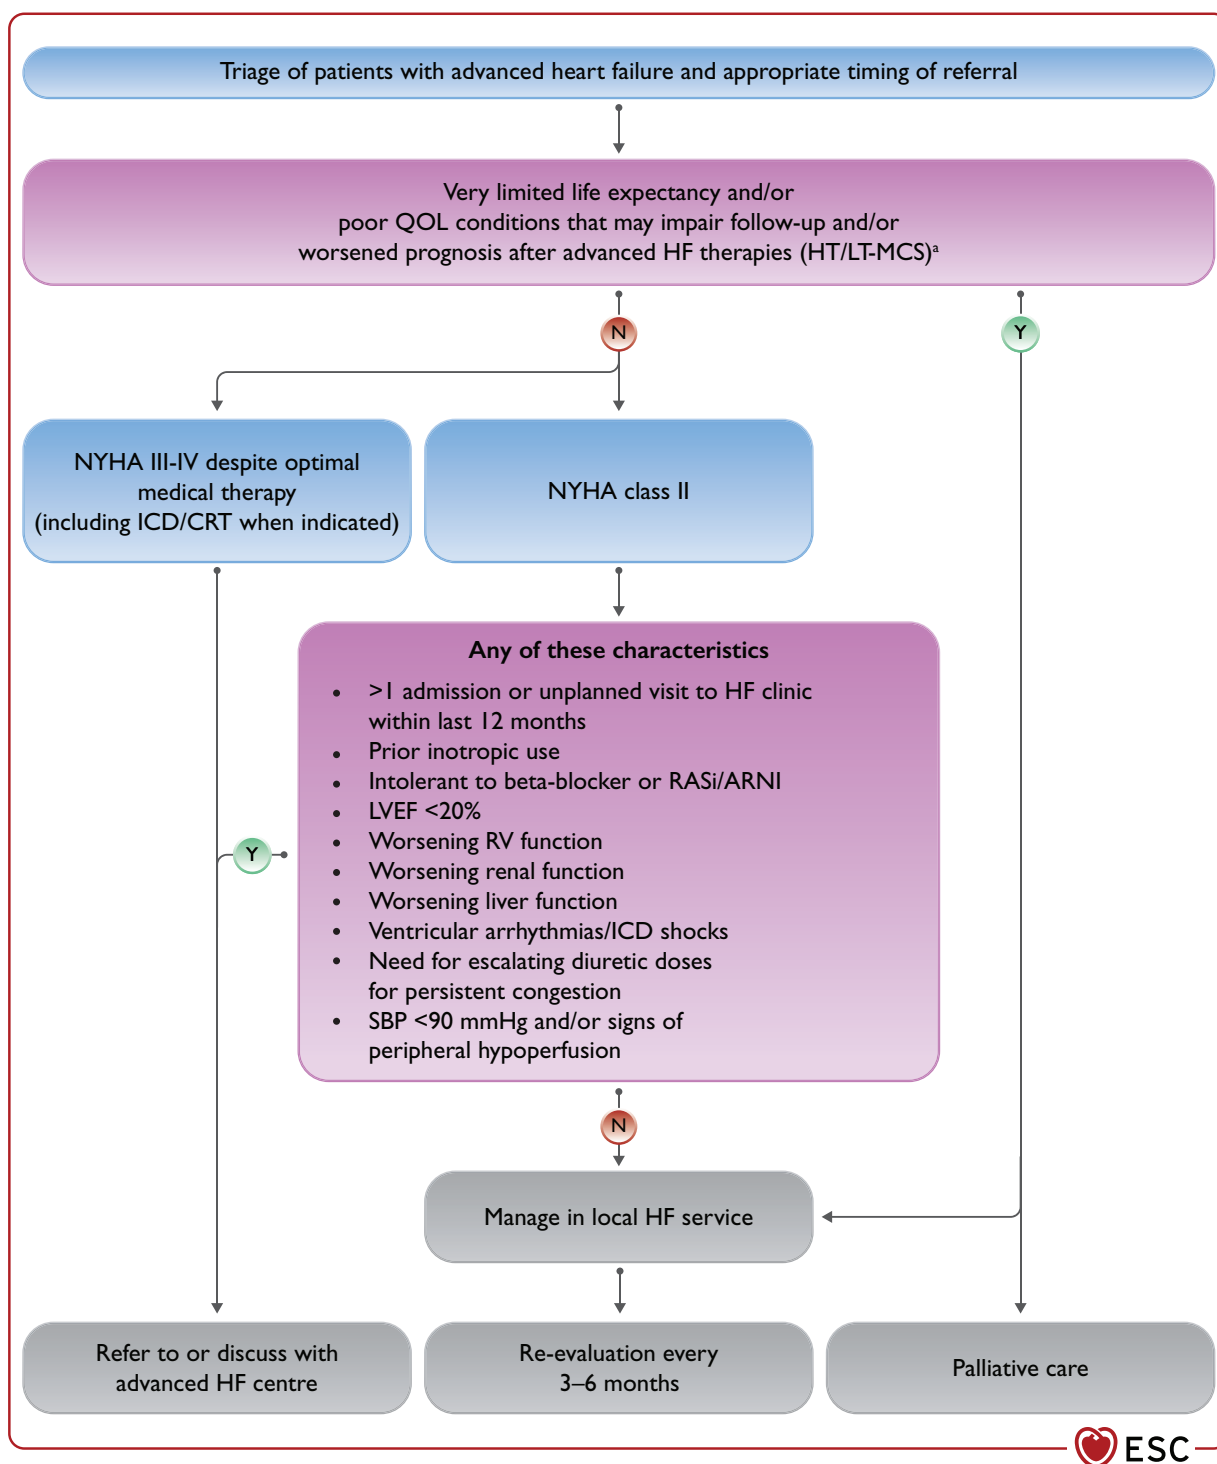 Triage of patients with advanced heart failure and appropriate timing of referral
Very limited life expectancy and/or
poor QOL conditions that may impair follow-up and/or
worsened prognosis after advanced HF therapies (HT/LT-MCS)ᵃ
N
Y
NYHA III-IV despite optimal
medical therapy
(including ICD/CRT when indicated)
NYHA class II
Any of these characteristics
• >1 admission or unplanned visit to HF clinic
within last 12 months
• Prior inotropic use
• Intolerant to beta-blocker or RASi/ARNI
• LVEF <20%
• Worsening RV function
• Worsening renal function
• Worsening liver function
• Ventricular arrhythmias/ICD shocks
• Need for escalating diuretic doses
for persistent congestion
• SBP <90 mmHg and/or signs of
peripheral hypoperfusion
Y
N
Manage in local HF service
Refer to or discuss with
advanced HF centre
Re-evaluation every
3–6 months
Palliative care
ESC